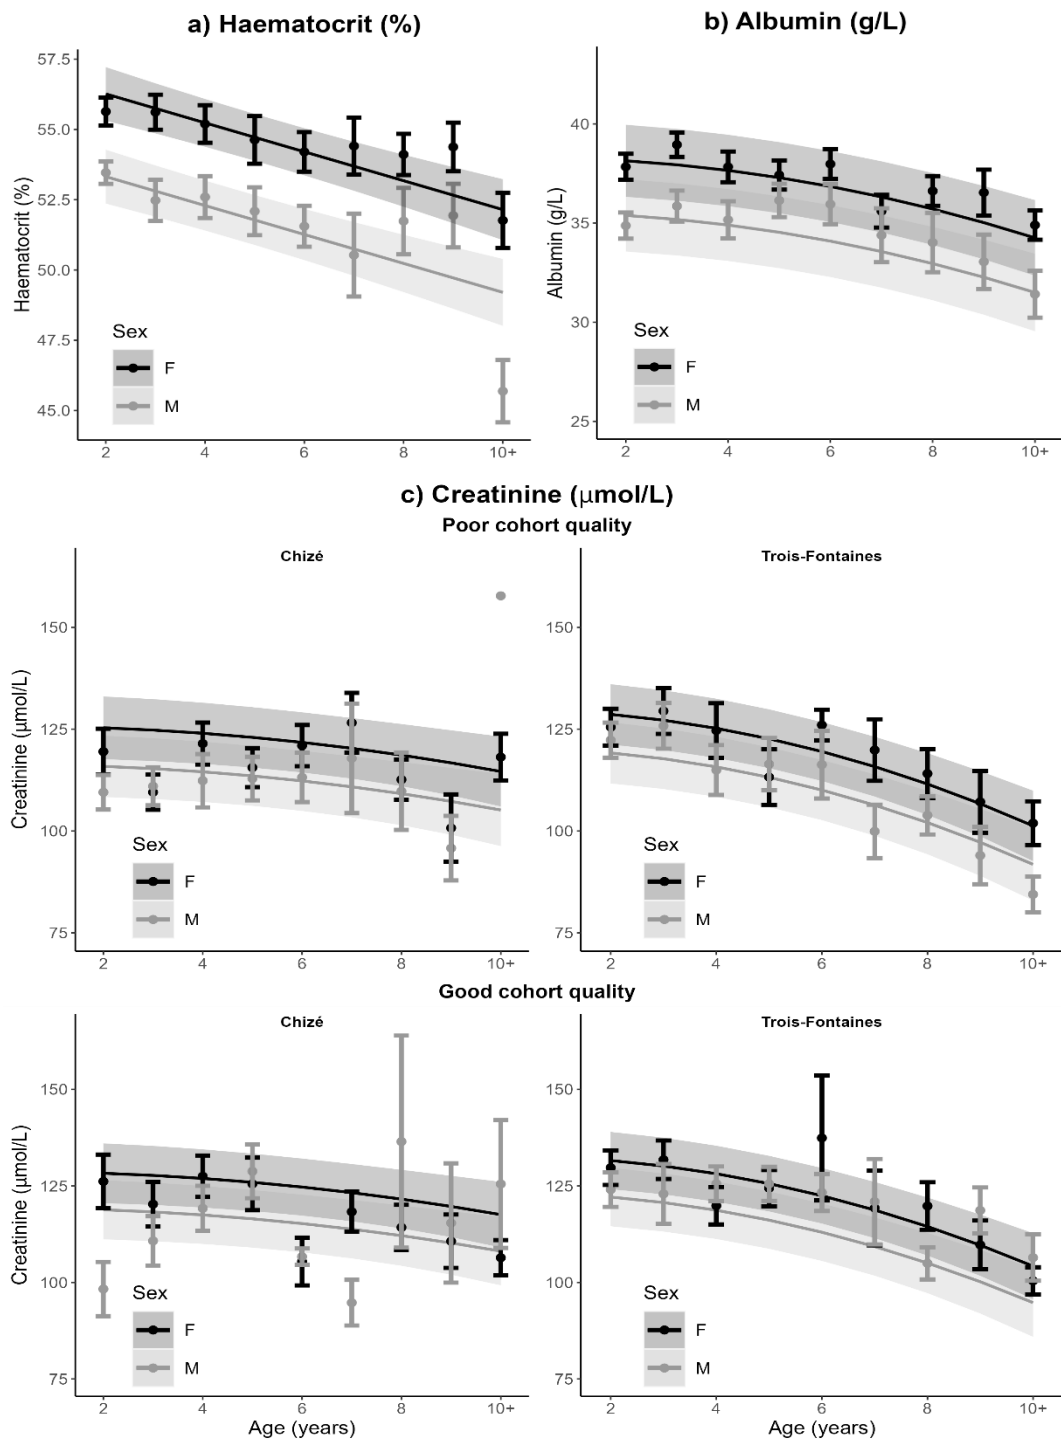 a) Haematocrit (%)
b) Albumin (g/L)
57.5
55.0
52.5
50.0
47.5
45.0
Haematocrit (%)
Sex
F
M
2 4 6 8 10+
40
35
30
25
Albumin (g/L)
Sex
F
M
2 4 6 8 10+
c) Creatinine (μmol/L)
Poor cohort quality
Chizé
150
125
100
75
Creatinine (μmol/L)
Sex
F
M
2 4 6 8 10+
Trois-Fontaines
150
125
100
75
Sex
F
M
2 4 6 8 10+
Good cohort quality
Chizé
150
125
100
75
Creatinine (μmol/L)
Sex
F
M
2 4 6 8 10+
Age (years)
Trois-Fontaines
150
125
100
75
Sex
F
M
2 4 6 8 10+
Age (years)